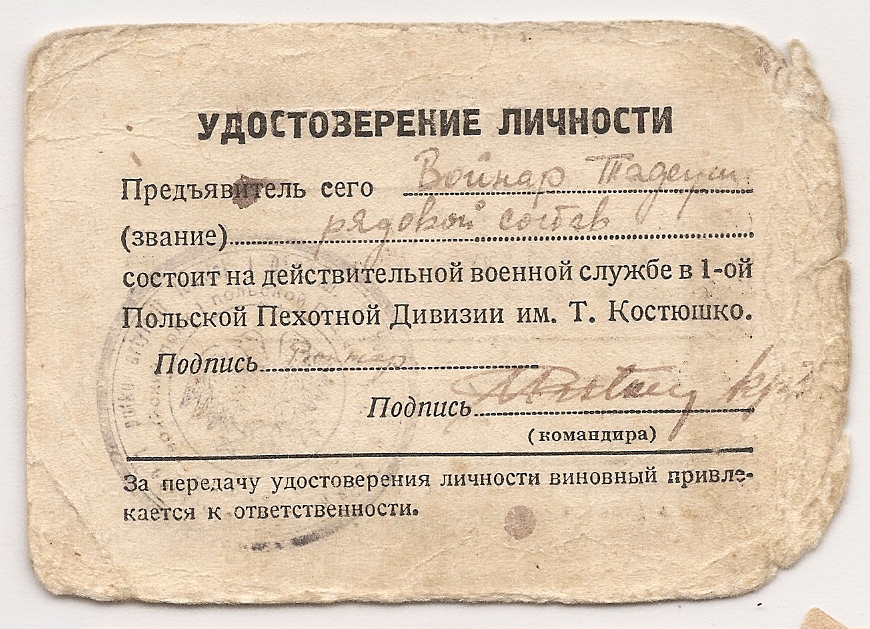 УДОСТОВЕРЕНИЕ ЛИЧНОСТИ
Предъявитель сего Войнар Тадеуш
(звание) рядовой состав
состоит на действительной военной службе в 1-ой
Польской Пехотной Дивизии им. Т. Костюшко.
Подпись Войнар
Подпись
(командира)
За передачу удостоверения личности виновный привле-
кается к ответственности.